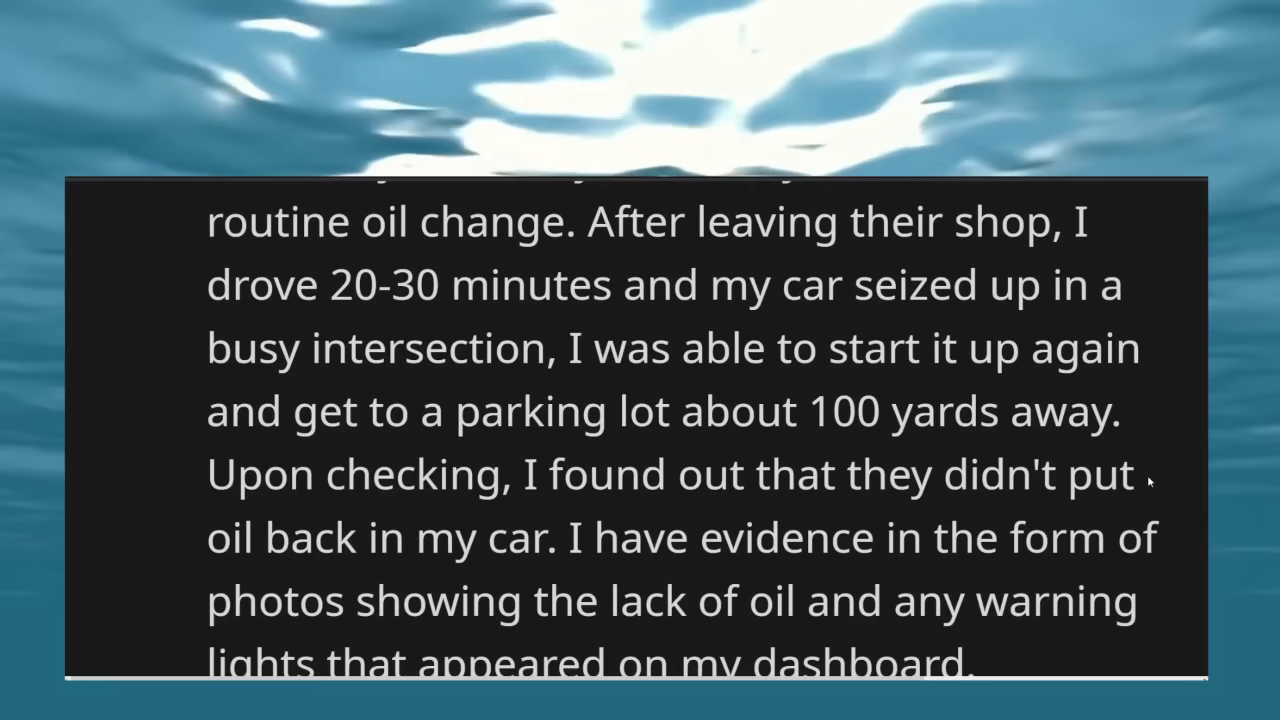 routine oil change. After leaving their shop, I
drove 20-30 minutes and my car seized up in a
busy intersection, I was able to start it up again
and get to a parking lot about 100 yards away.
Upon checking, I found out that they didn't put
oil back in my car. I have evidence in the form of
photos showing the lack of oil and any warning
lights that appeared on my dashboard.